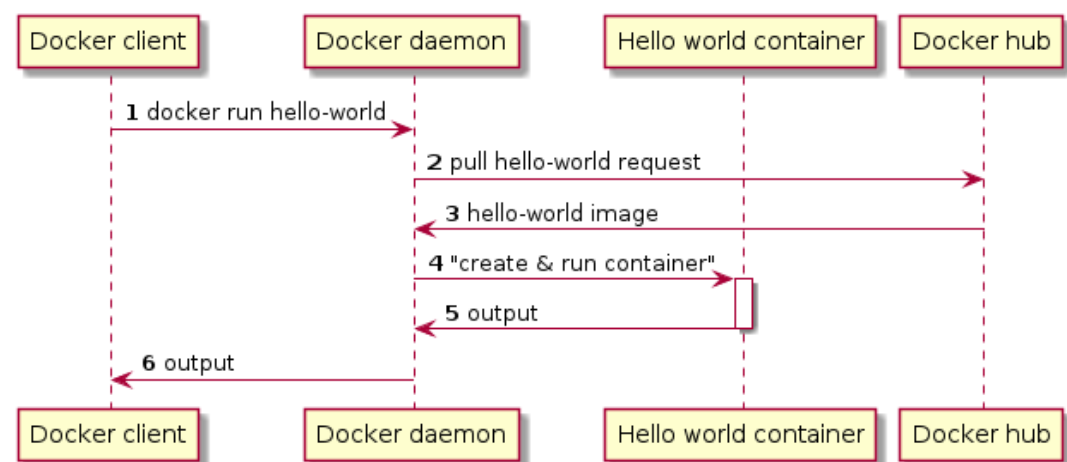 Docker client Docker daemon Hello world container Docker hub
1 docker run hello-world
2 pull hello-world request
3 hello-world image
4 "create & run container"
5 output
6 output
Docker client Docker daemon Hello world container Docker hub